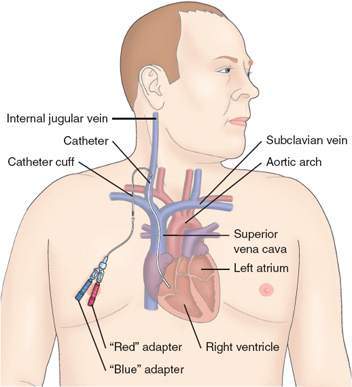 Internal jugular vein
Catheter
Catheter cuff
Subclavian vein
Aortic arch
Superior
vena cava
Left atrium
"Red" adapter
Right ventricle
"Blue" adapter